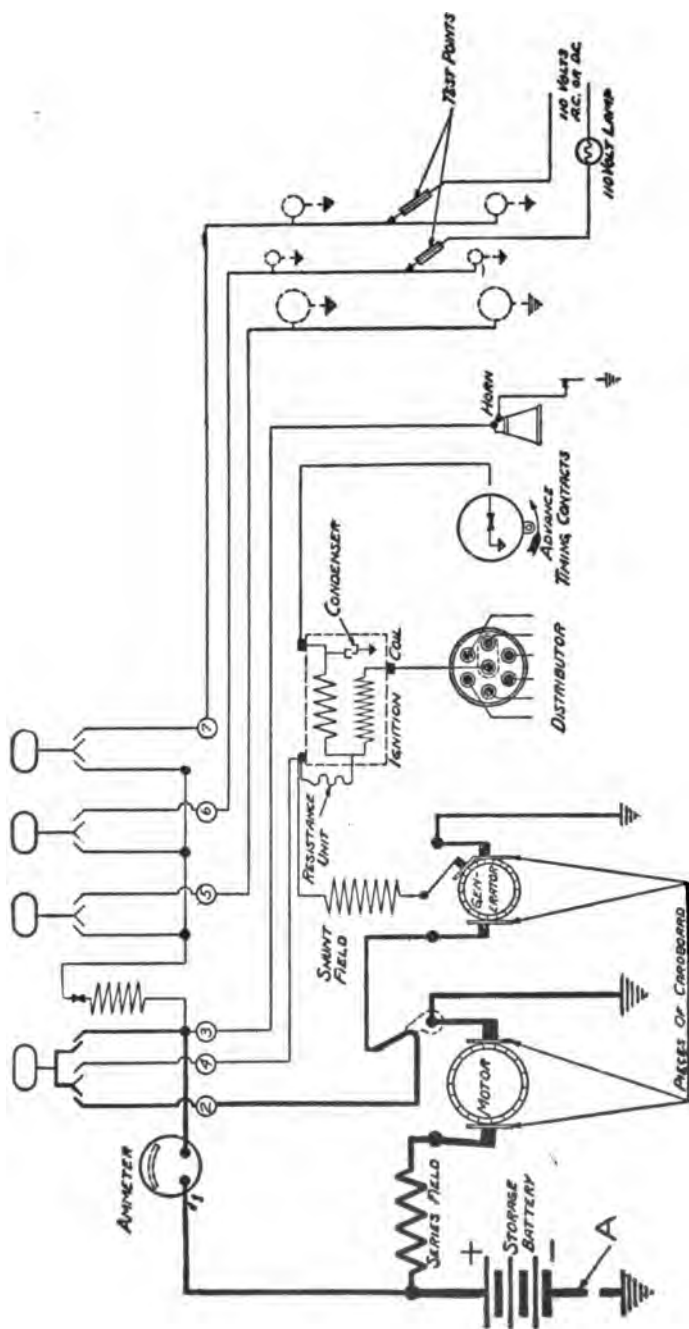 AMMETER
1
2
4
3
5
6
7
+
STORAGE
BATTERY
-
A
SERIES FIELD
MOTOR
SHUNT
FIELD
GEN-
ERATOR
PIECES OF CARDBOARD
RESISTANCE
UNIT
IGNITION COIL
CONDENSER
DISTRIBUTOR
ADVANCE
TIMING CONTACTS
HORN
TEST POINTS
110 VOLTS
A.C. OR D.C.
110 VOLT LAMP